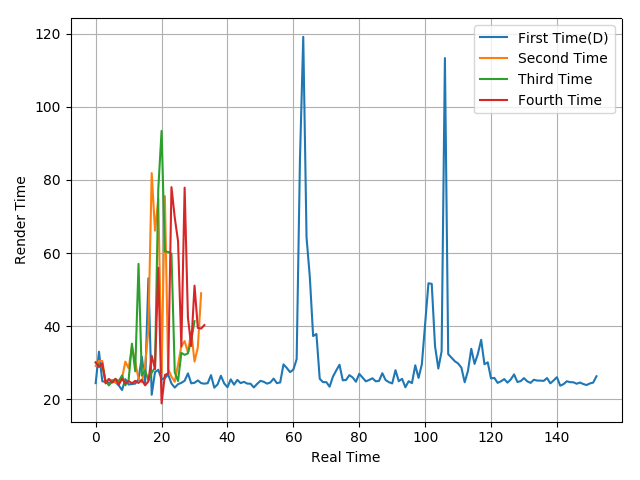 First Time(D)
Second Time
Third Time
Fourth Time
Render Time
120
100
80
60
40
20
0 20 40 60 80 100 120 140
Real Time